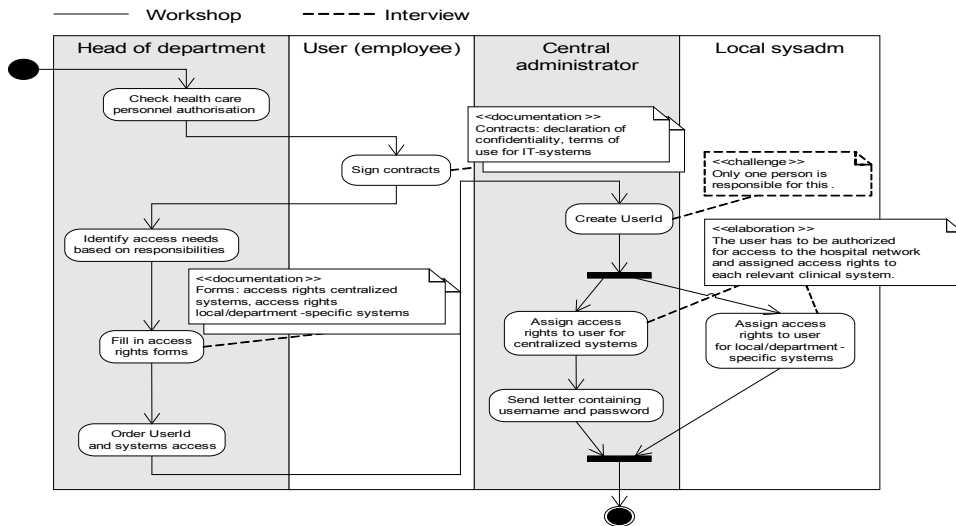 Workshop
Interview
Head of department
User (employee)
Central
administrator
Local sysadm
Check health care
personnel authorisation
<<documentation >>
Contracts: declaration of
confidentiality, terms of
use for IT-systems
Sign contracts
<<challenge >>
Only one person is
responsible for this .
Create UserId
Identify access needs
based on responsibilities
<<elaboration >>
The user has to be authorized
for access to the hospital network
and assigned access rights to
each relevant clinical system.
<<documentation >>
Forms: access rights centralized
systems, access rights
local/department -specific systems
Fill in access
rights forms
Assign access
rights to user for
centralized systems
Assign access
rights to user
for local/department -
specific systems
Send letter containing
username and password
Order UserId
and systems access